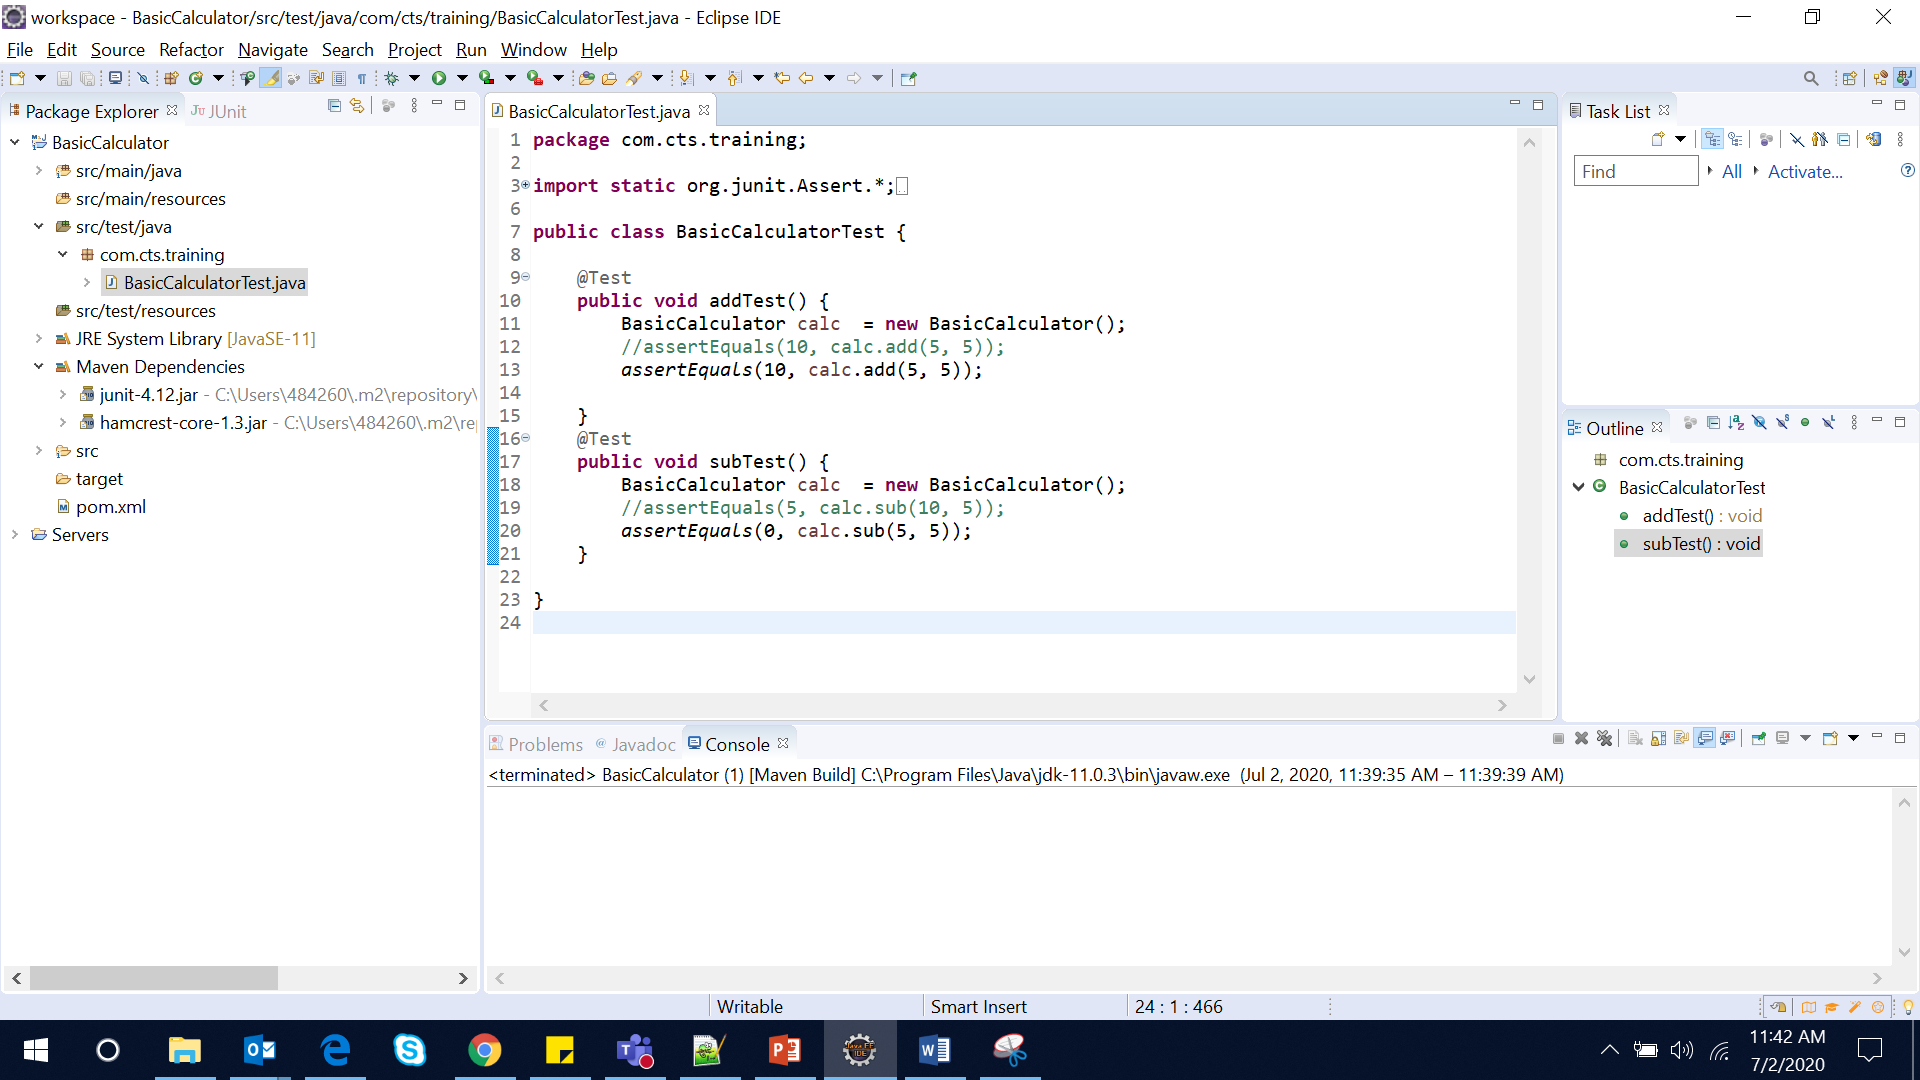 workspace - BasicCalculator/src/test/java/com/cts/training/BasicCalculatorTest.java - Eclipse IDE
File Edit Source Refactor Navigate Search Project Run Window Help
Package Explorer
JUnit
BasicCalculator
src/main/java
src/main/resources
src/test/java
com.cts.training
BasicCalculatorTest.java
src/test/resources
JRE System Library [JavaSE-11]
Maven Dependencies
junit-4.12.jar - C:\Users\484260\.m2\repository\
hamcrest-core-1.3.jar - C:\Users\484260\.m2\re
src
target
pom.xml
Servers
BasicCalculatorTest.java
1 package com.cts.training;
2
3 import static org.junit.Assert.*;
6
7 public class BasicCalculatorTest {
8
9     @Test
10     public void addTest() {
11         BasicCalculator calc  = new BasicCalculator();
12         //assertEquals(10, calc.add(5, 5));
13         assertEquals(10, calc.add(5, 5));
14
15     }
16     @Test
17     public void subTest() {
18         BasicCalculator calc  = new BasicCalculator();
19         //assertEquals(5, calc.sub(10, 5));
20         assertEquals(0, calc.sub(5, 5));
21     }
22
23 }
24
Task List
Find All Activate...
Outline
com.cts.training
BasicCalculatorTest
addTest() : void
subTest() : void
Problems @ Javadoc Console
<terminated> BasicCalculator (1) [Maven Build] C:\Program Files\Java\jdk-11.0.3\bin\javaw.exe (Jul 2, 2020, 11:39:35 AM – 11:39:39 AM)
Writable Smart Insert 24 : 1 : 466
11:42 AM
7/2/2020